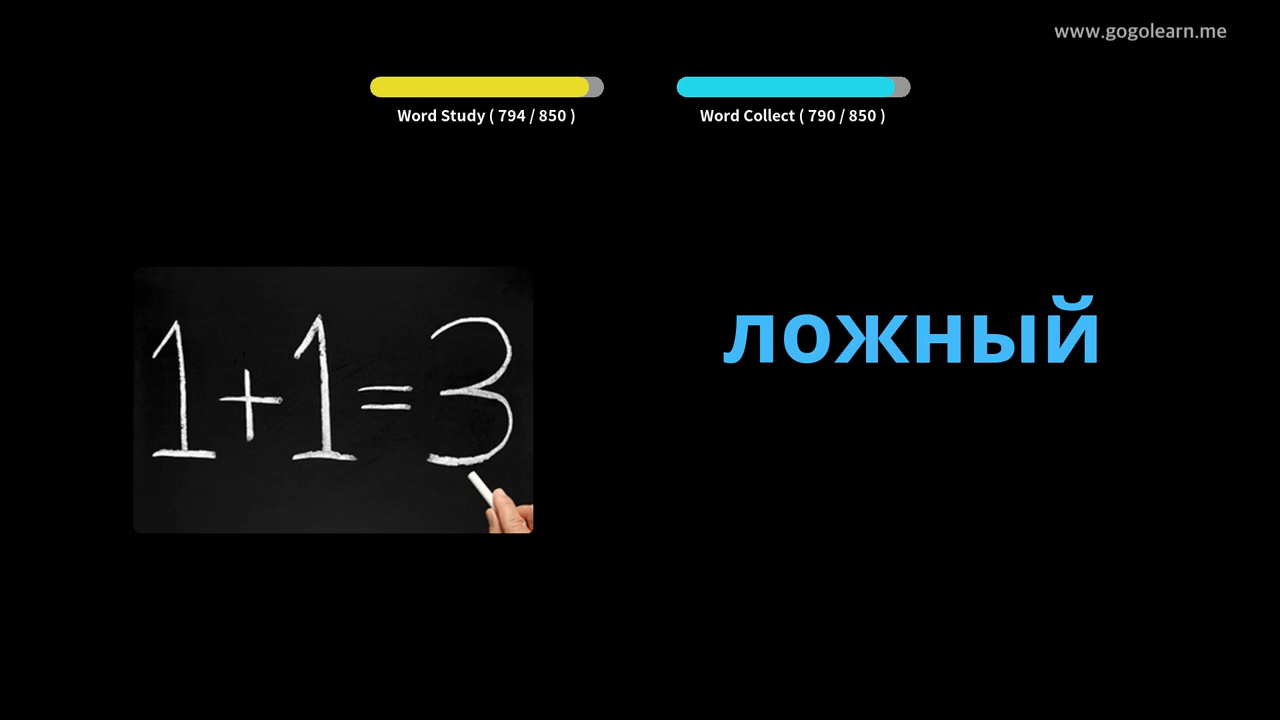 www.gogolearn.me
Word Study ( 794 / 850 )
Word Collect ( 790 / 850 )
1+1=3
ложный